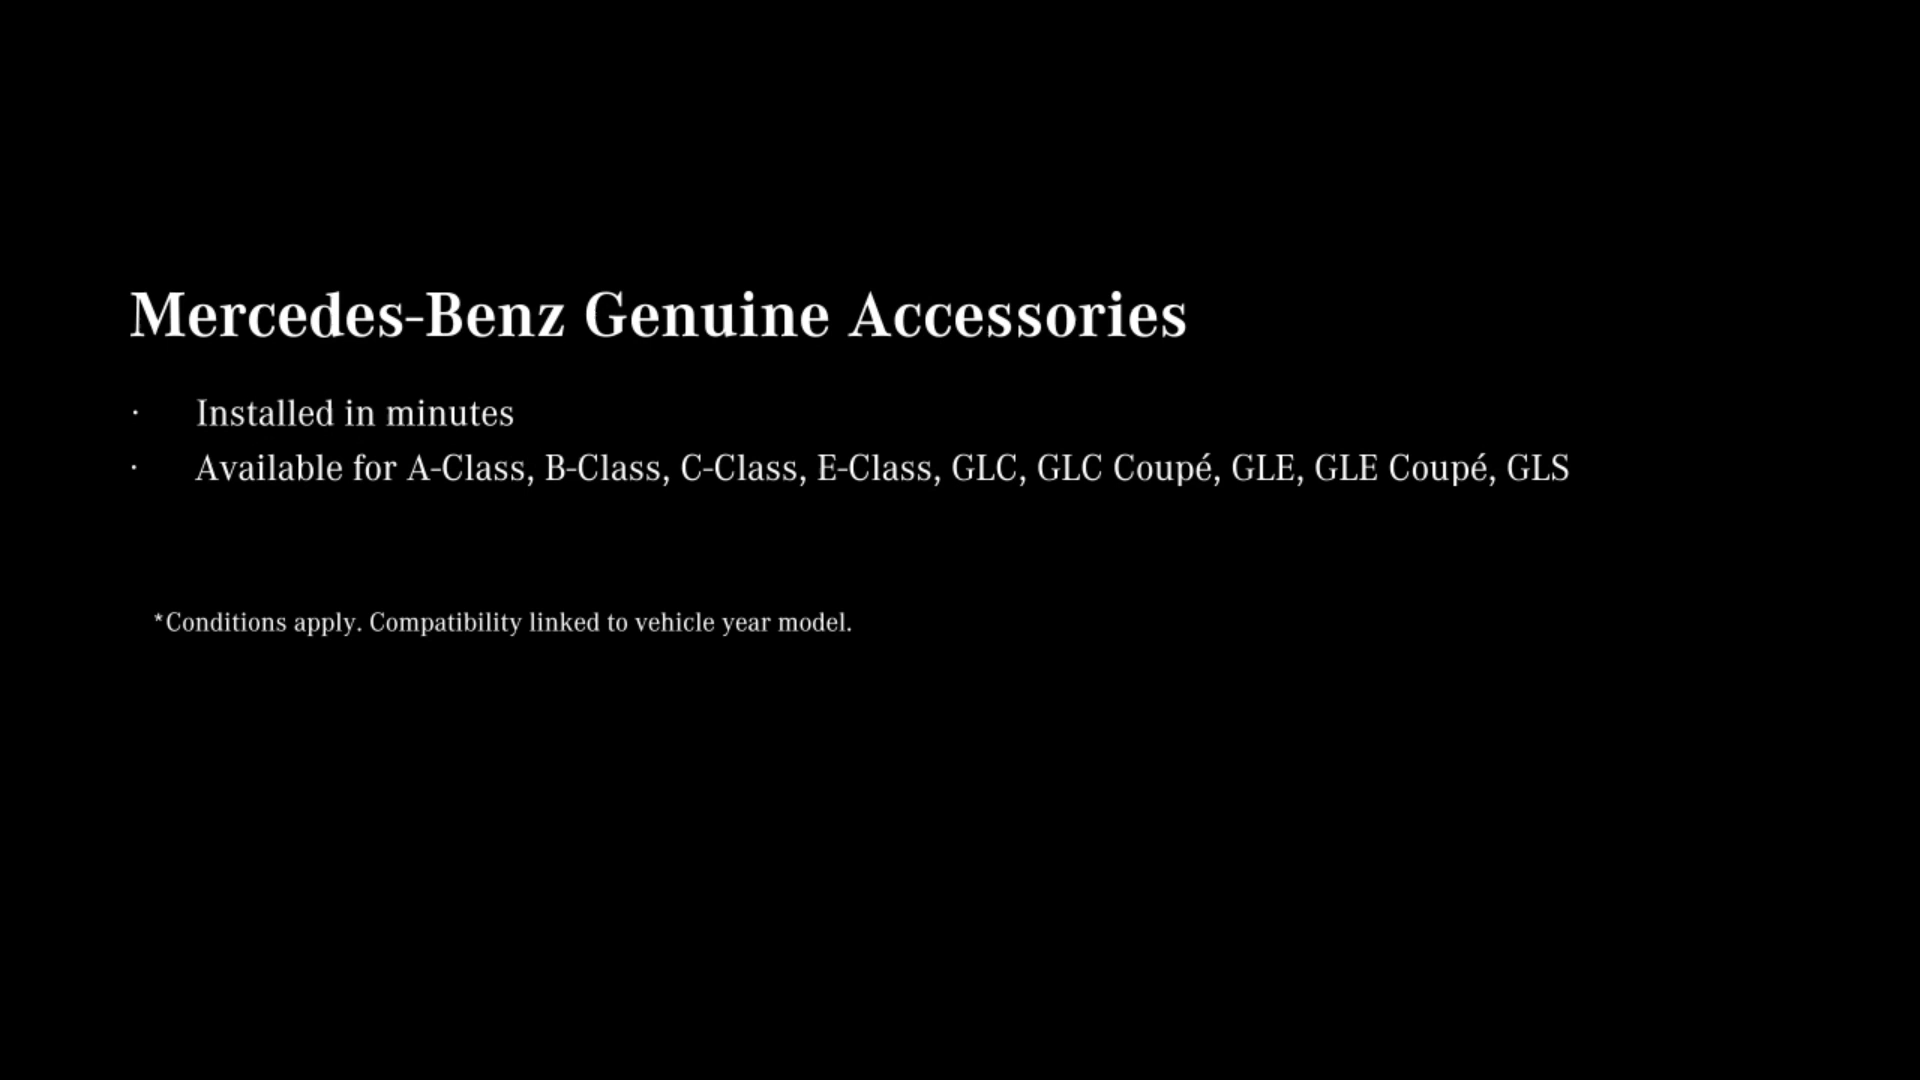 Mercedes-Benz Genuine Accessories
· Installed in minutes
· Available for A-Class, B-Class, C-Class, E-Class, GLC, GLC Coupé, GLE, GLE Coupé, GLS
*Conditions apply. Compatibility linked to vehicle year model.